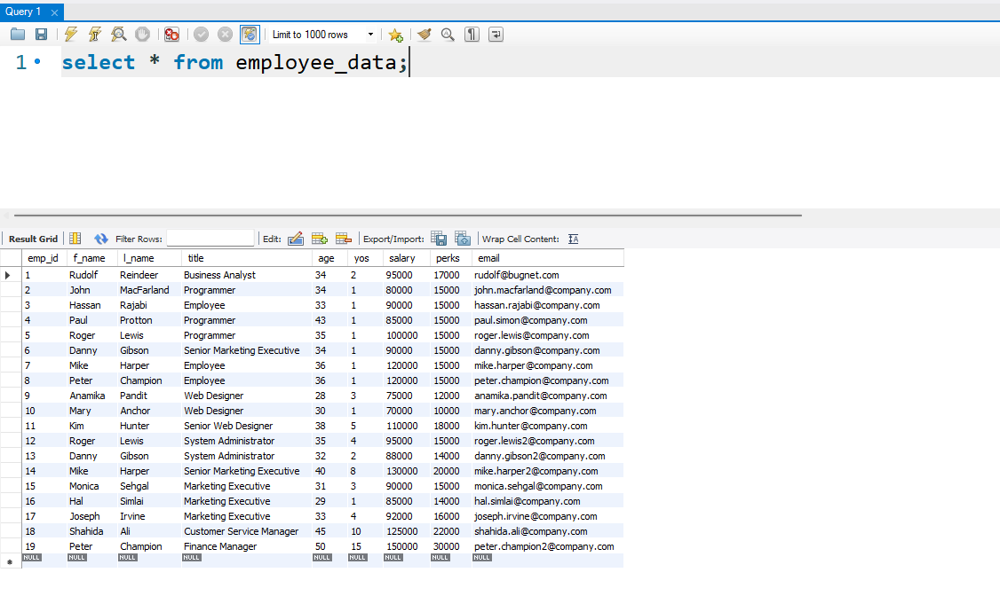 Query 1
Limit to 1000 rows
1 select * from employee_data;
Result Grid Filter Rows: Edit: Export/Import: Wrap Cell Content:
emp_id f_name l_name title age yos salary perks email
1 Rudolf Reindeer Business Analyst 34 2 95000 17000 rudolf@bugnet.com
2 John MacFarland Programmer 34 1 80000 15000 john.macfarland@company.com
3 Hassan Rajabi Employee 33 1 90000 15000 hassan.rajabi@company.com
4 Paul Protton Programmer 43 1 85000 15000 paul.simon@company.com
5 Roger Lewis Programmer 35 1 100000 15000 roger.lewis@company.com
6 Danny Gibson Senior Marketing Executive 34 1 90000 15000 danny.gibson@company.com
7 Mike Harper Employee 36 1 120000 15000 mike.harper@company.com
8 Peter Champion Employee 36 1 120000 15000 peter.champion@company.com
9 Anamika Pandit Web Designer 28 3 75000 12000 anamika.pandit@company.com
10 Mary Anchor Web Designer 30 1 70000 10000 mary.anchor@company.com
11 Kim Hunter Senior Web Designer 38 5 110000 18000 kim.hunter@company.com
12 Roger Lewis System Administrator 35 4 95000 15000 roger.lewis2@company.com
13 Danny Gibson System Administrator 32 2 88000 14000 danny.gibson2@company.com
14 Mike Harper Senior Marketing Executive 40 8 130000 20000 mike.harper2@company.com
15 Monica Sehgal Marketing Executive 31 3 90000 15000 monica.sehgal@company.com
16 Hal Simlai Marketing Executive 29 1 85000 14000 hal.simlai@company.com
17 Joseph Irvine Marketing Executive 33 4 92000 16000 joseph.irvine@company.com
18 Shahida Ali Customer Service Manager 45 10 125000 22000 shahida.ali@company.com
19 Peter Champion Finance Manager 50 15 150000 30000 peter.champion2@company.com
NULL NULL NULL NULL NULL NULL NULL NULL NULL